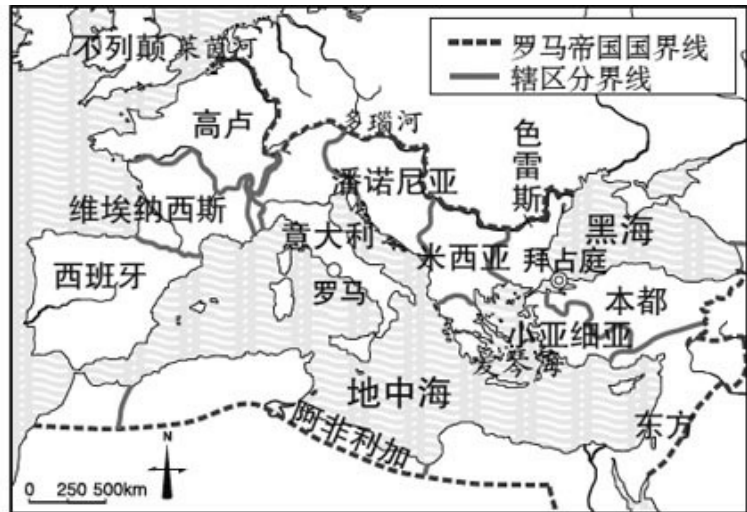 不列颠
莱茵河
罗马帝国国界线
辖区分界线
高卢
多瑙河
色雷斯
潘诺尼亚
维埃纳西斯
意大利
黑海
米西亚
拜占庭
西班牙
罗马
本都
小亚细亚
爱琴海
地中海
东方
阿非利加
N
0 250 500km